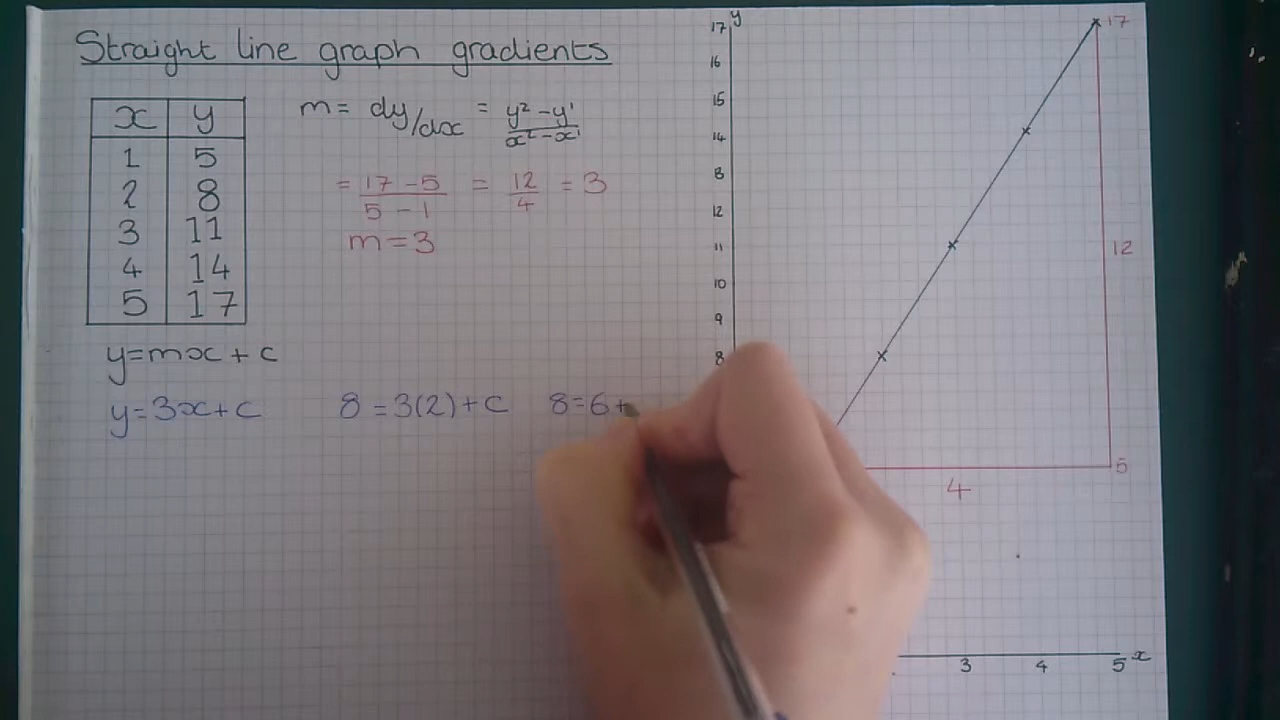 Straight line graph gradients
x y
1 5
2 8
3 11
4 14
5 17
m = dy/dx = y² - y' / x² - x'
= 17 - 5 / 5 - 1 = 12 / 4 = 3
m = 3
y = mx + c
y = 3x + c 8 = 3(2) + c 8 = 6 +
y
17
16
15
14
13
12
11
10
9
8
17
12
5
4
3 4 5 x